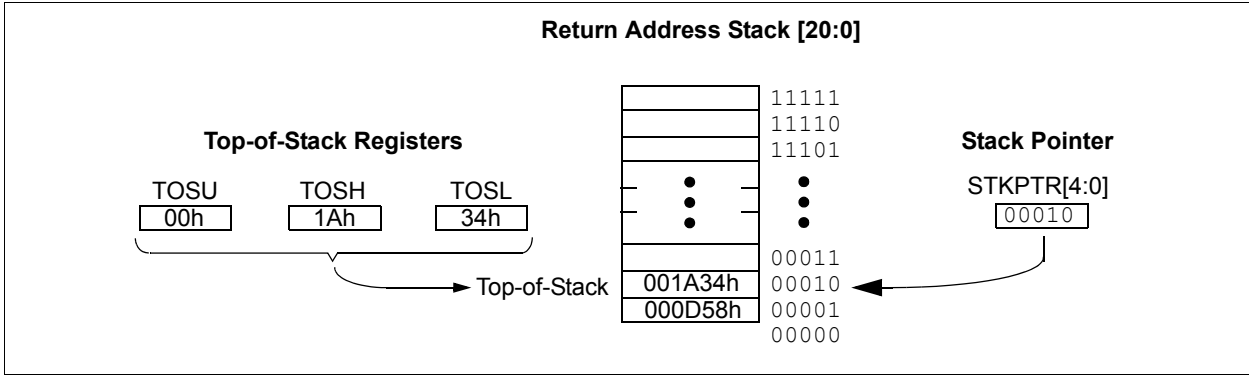 Return Address Stack [20:0]
Top-of-Stack Registers
TOSU TOSH TOSL
00h 1Ah 34h
11111
11110
11101
Stack Pointer
STKPTR[4:0]
00010
00011
Top-of-Stack 001A34h 00010
000D58h 00001
00000